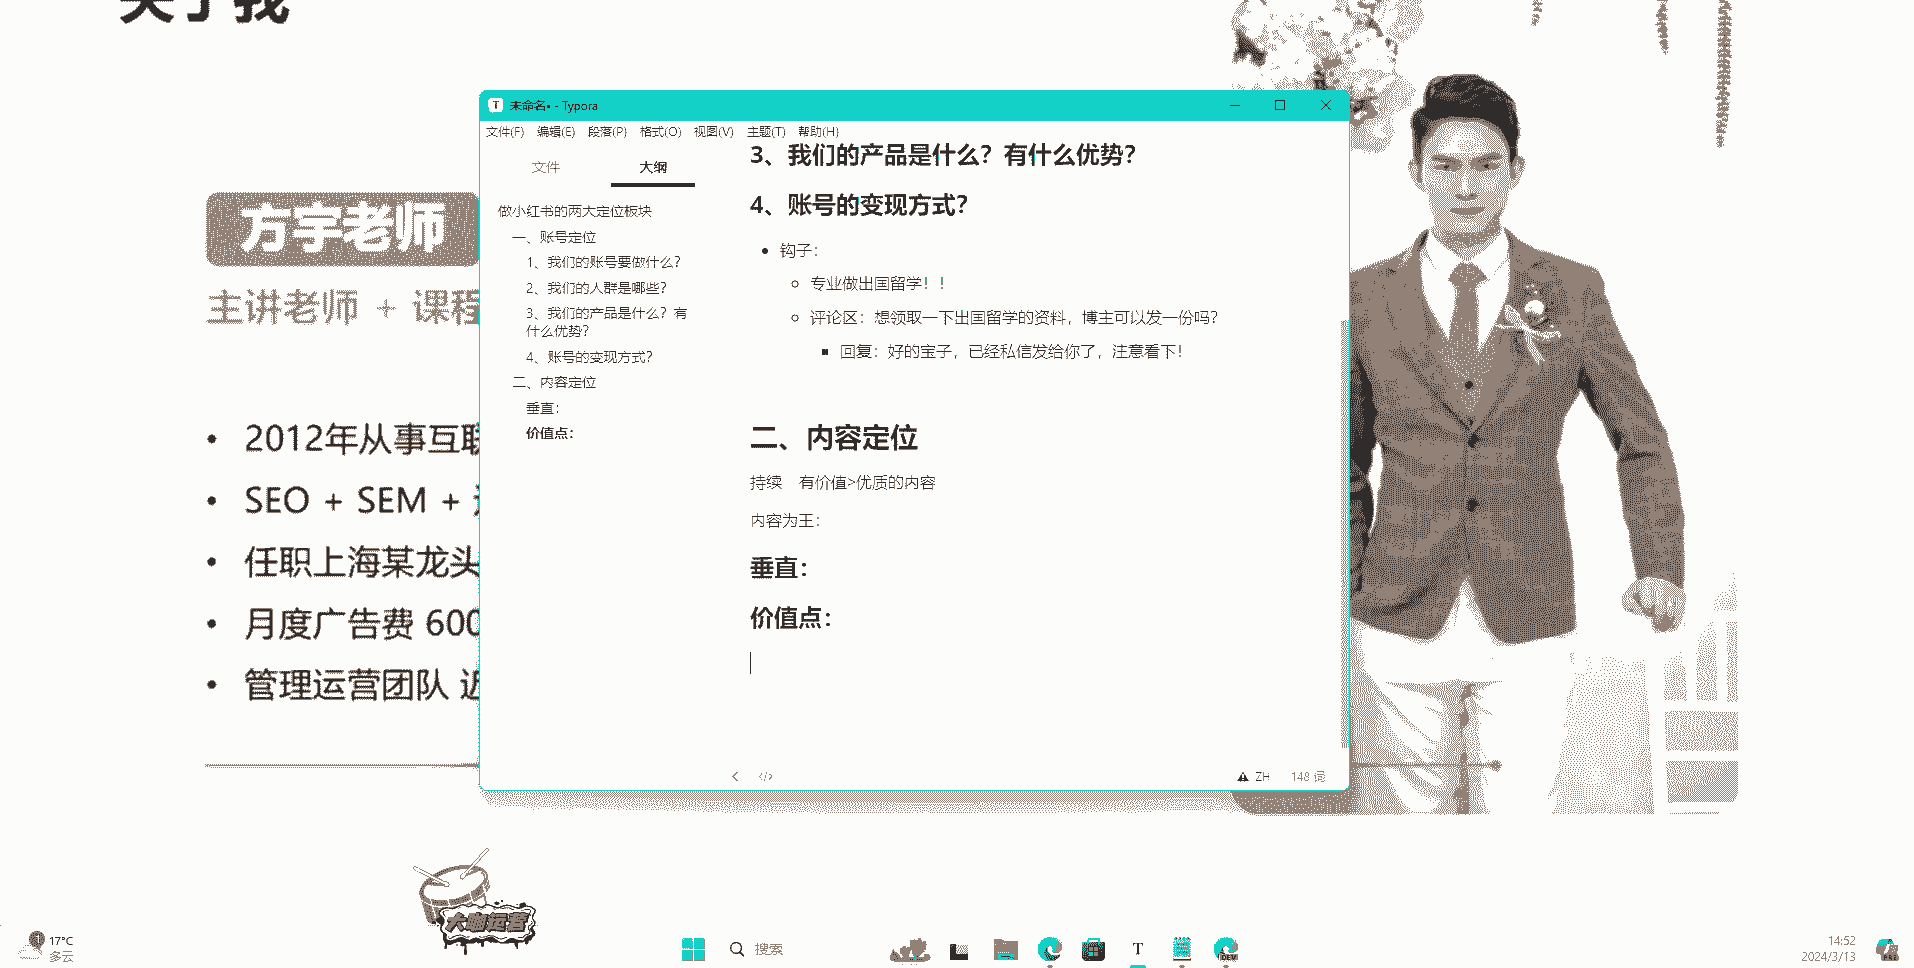 关于我
方宇老师
主讲老师 + 课程
2012年从事互联
SEO + SEM +
任职上海某龙头
月度广告费 600
管理运营团队 近
未命名• - Typora
文件(F) 编辑(E) 段落(P) 格式(O) 视图(V) 主题(T) 帮助(H)
文件 大纲
做小红书的两大定位板块
一、账号定位
1、我们的账号要做什么？
2、我们的人群是哪些？
3、我们的产品是什么？有
什么优势？
4、账号的变现方式？
二、内容定位
垂直：
价值点：
3、我们的产品是什么？有什么优势？
4、账号的变现方式？
钩子：
专业做出国留学！！
评论区：想领取一下出国留学的资料，博主可以发一份吗？
回复：好的宝子，已经私信发给你了，注意看下！
二、内容定位
持续 有价值>优质的内容
内容为王：
垂直：
价值点：
ZH 148 词
大咖运营
1
17°C
多云
搜索
T
DEV
14:52
2024/3/13
PRE